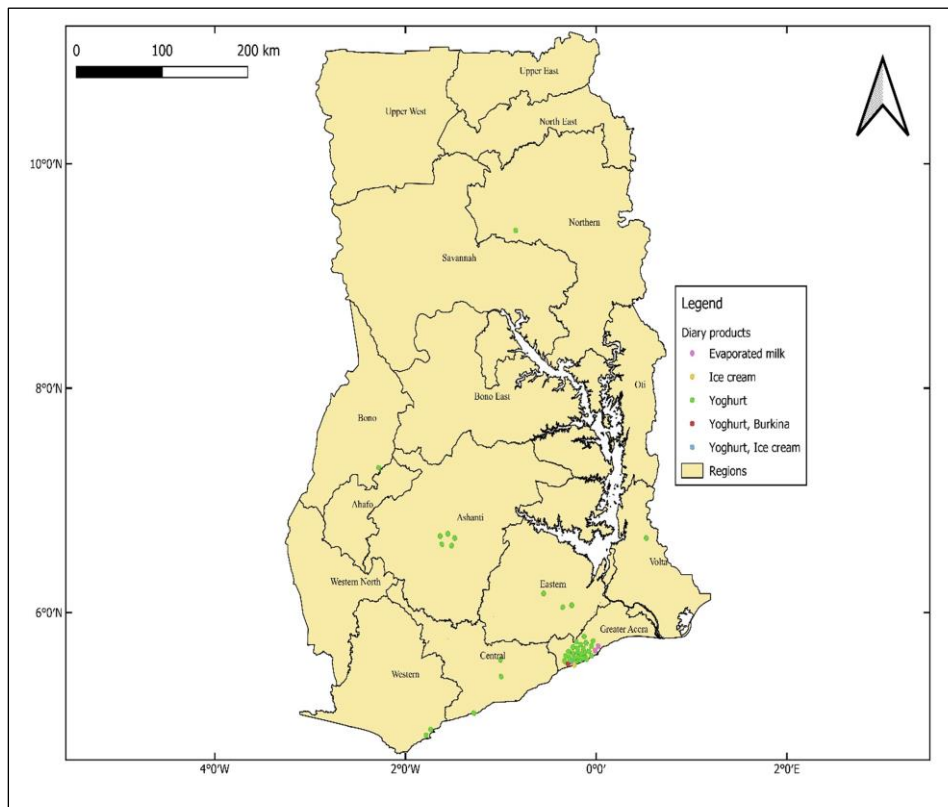 0 100 200 km
Upper East
Upper West
North East
10°0'N
Northern
Savannah
Legend
Diary products
Evaporated milk
Ice cream
Yoghurt
Yoghurt, Burkina
Yoghurt, Ice cream
Regions
8°0'N
Oti
Bono East
Bono
Ahafo
Ashanti
Volta
Western North
Eastern
6°0'N
Greater Accra
Central
Western
4°0'W 2°0'W 0°0' 2°0'E